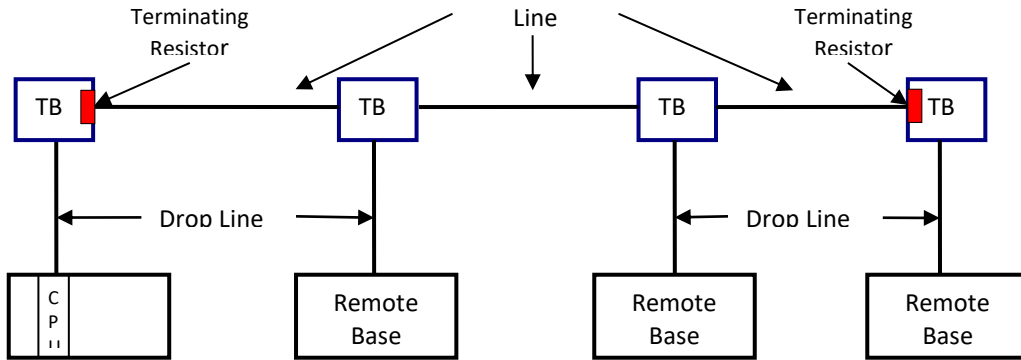 Terminating
Resistor
Line
Terminating
Resistor
TB
TB
TB
TB
Drop Line
Drop Line
C
P
U
Remote
Base
Remote
Base
Remote
Base